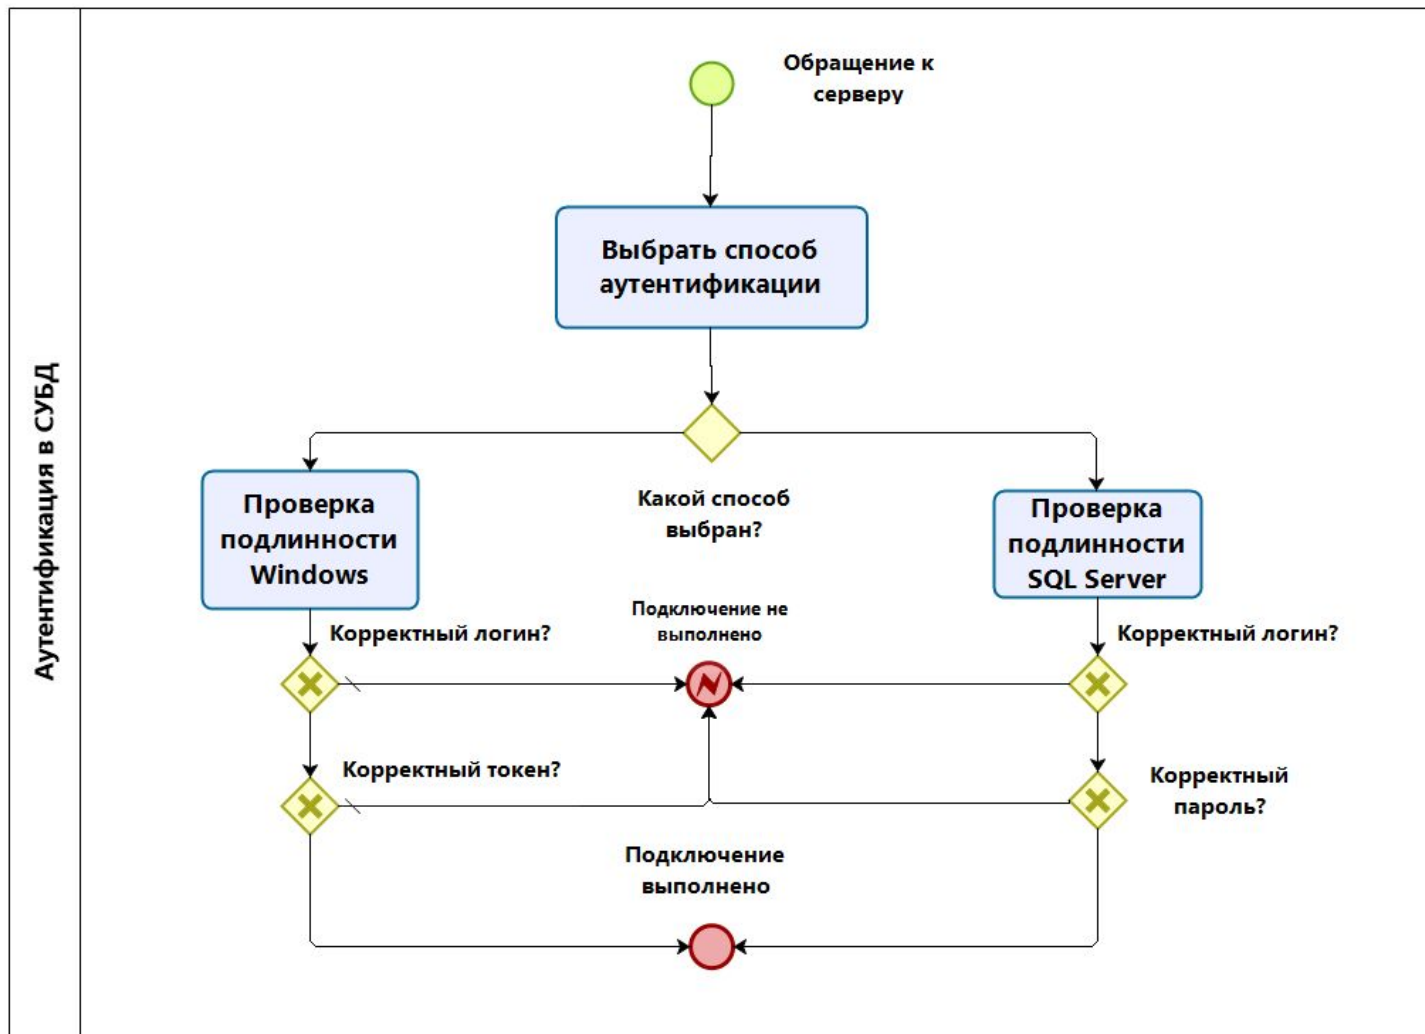 Аутентификация в СУБД
Обращение к
серверу
Выбрать способ
аутентификации
Какой способ
выбран?
Проверка
подлинности
Windows
Проверка
подлинности
SQL Server
Подключение не
выполнено
Корректный логин?
Корректный логин?
Корректный токен?
Корректный
пароль?
Подключение
выполнено